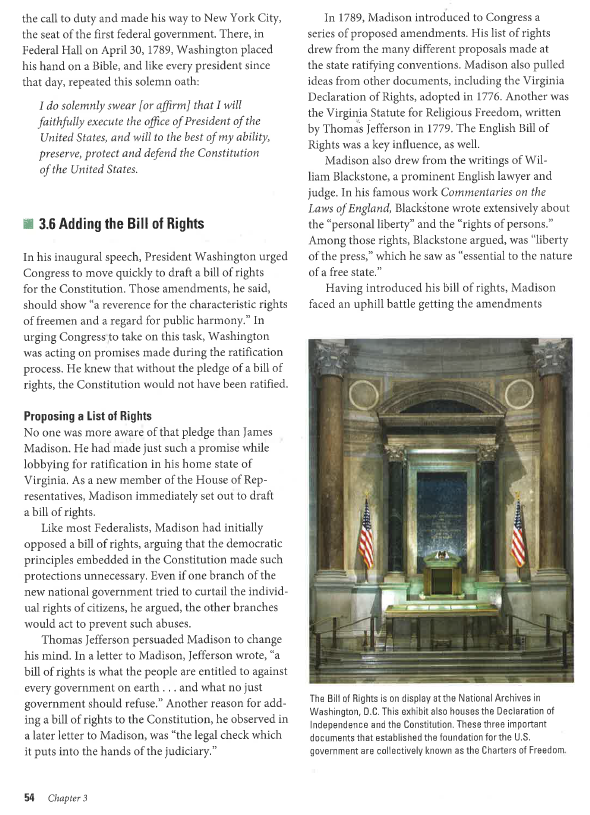 the call to duty and made his way to New York City,
the seat of the first federal government. There, in
Federal Hall on April 30, 1789, Washington placed
his hand on a Bible, and like every president since
that day, repeated this solemn oath:
I do solemnly swear [or affirm] that I will
faithfully execute the office of President of the
United States, and will to the best of my ability,
preserve, protect and defend the Constitution
of the United States.
3.6 Adding the Bill of Rights
In his inaugural speech, President Washington urged
Congress to move quickly to draft a bill of rights
for the Constitution. Those amendments, he said,
should show “a reverence for the characteristic rights
of freemen and a regard for public harmony.” In
urging Congress to take on this task, Washington
was acting on promises made during the ratification
process. He knew that without the pledge of a bill of
rights, the Constitution would not have been ratified.
Proposing a List of Rights
No one was more aware of that pledge than James
Madison. He had made just such a promise while
lobbying for ratification in his home state of
Virginia. As a new member of the House of Rep-
resentatives, Madison immediately set out to draft
a bill of rights.
Like most Federalists, Madison had initially
opposed a bill of rights, arguing that the democratic
principles embedded in the Constitution made such
protections unnecessary. Even if one branch of the
new national government tried to curtail the individ-
ual rights of citizens, he argued, the other branches
would act to prevent such abuses.
Thomas Jefferson persuaded Madison to change
his mind. In a letter to Madison, Jefferson wrote, “a
bill of rights is what the people are entitled to against
every government on earth . . . and what no just
government should refuse.” Another reason for add-
ing a bill of rights to the Constitution, he observed in
a later letter to Madison, was “the legal check which
it puts into the hands of the judiciary.”
In 1789, Madison introduced to Congress a
series of proposed amendments. His list of rights
drew from the many different proposals made at
the state ratifying conventions. Madison also pulled
ideas from other documents, including the Virginia
Declaration of Rights, adopted in 1776. Another was
the Virginia Statute for Religious Freedom, written
by Thomas Jefferson in 1779. The English Bill of
Rights was a key influence, as well.
Madison also drew from the writings of Wil-
liam Blackstone, a prominent English lawyer and
judge. In his famous work Commentaries on the
Laws of England, Blackstone wrote extensively about
the “personal liberty” and the “rights of persons.”
Among those rights, Blackstone argued, was “liberty
of the press,” which he saw as “essential to the nature
of a free state.”
Having introduced his bill of rights, Madison
faced an uphill battle getting the amendments
The Bill of Rights is on display at the National Archives in
Washington, D.C. This exhibit also houses the Declaration of
Independence and the Constitution. These three important
documents that established the foundation for the U.S.
government are collectively known as the Charters of Freedom.
54 Chapter 3